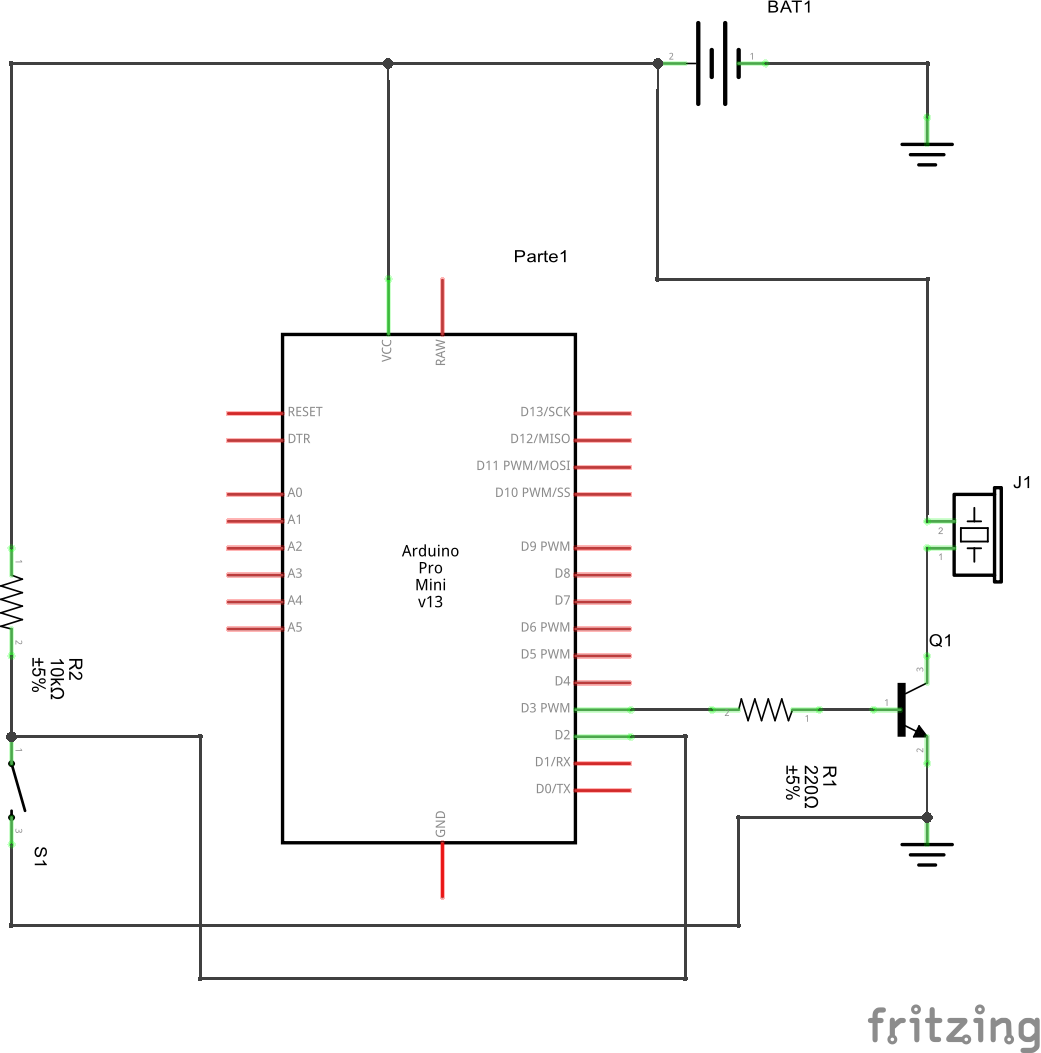 BAT1
2
1
Parte1
VCC
RAW
RESET
D13/SCK
DTR
D12/MISO
D11 PWM/MOSI
A0
D10 PWM/SS
A1
A2
D9 PWM
A3
D8
A4
D7
A5
D6 PWM
D5 PWM
D4
D3 PWM
D2
D1/RX
D0/TX
GND
Arduino
Pro
Mini
v13
J1
2
1
Q1
3
1
2
2
1
R1
220Ω
±5%
1
2
R2
10kΩ
±5%
1
3
S1
fritzing